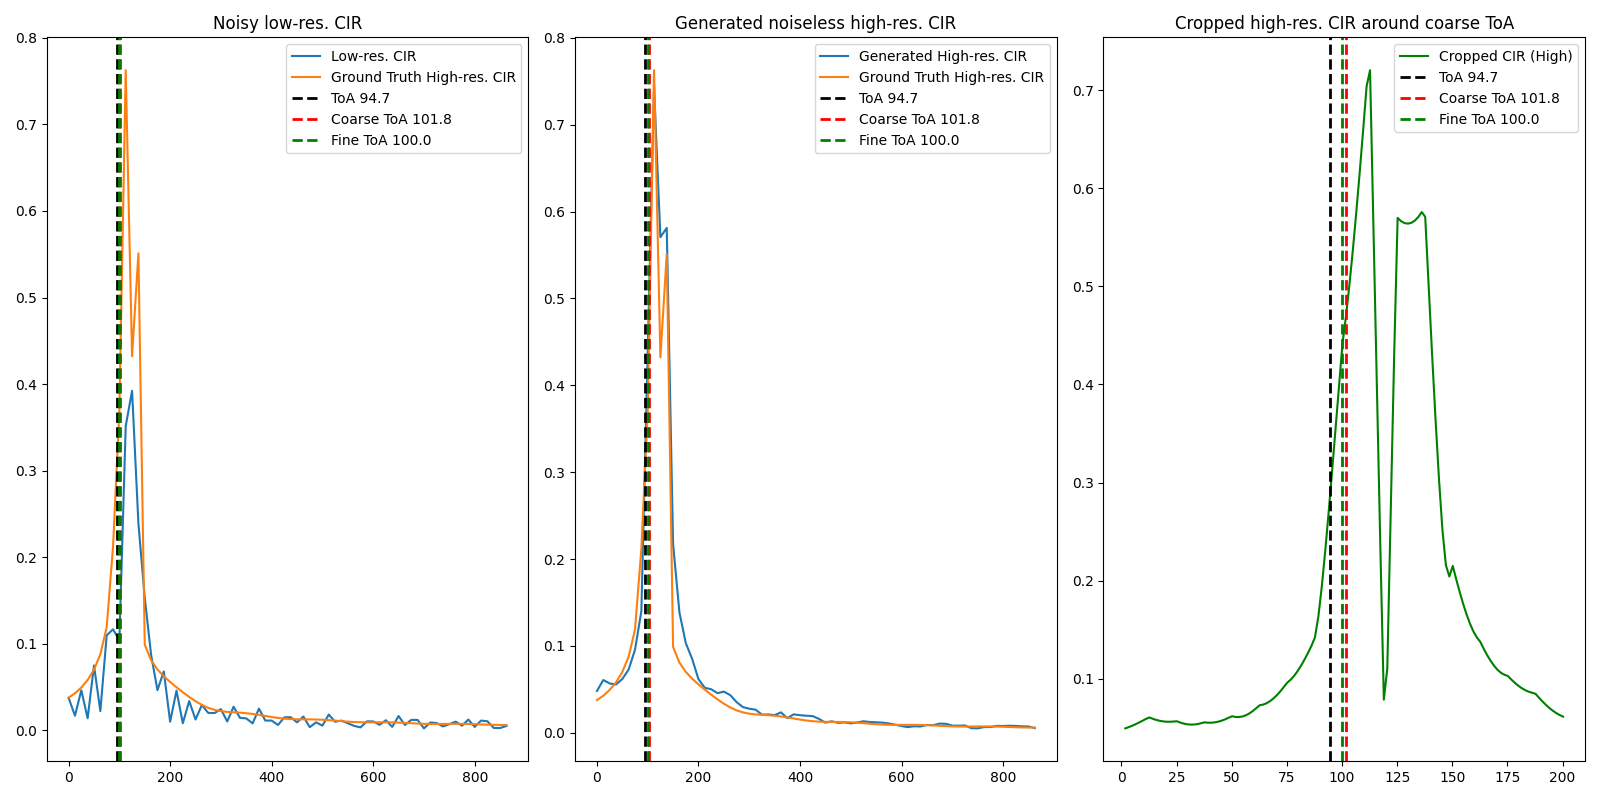 Noisy low-res. CIR
Low-res. CIR
Ground Truth High-res. CIR
ToA 94.7
Coarse ToA 101.8
Fine ToA 100.0
0.8
0.7
0.6
0.5
0.4
0.3
0.2
0.1
0.0
0 200 400 600 800
Generated noiseless high-res. CIR
Generated High-res. CIR
Ground Truth High-res. CIR
ToA 94.7
Coarse ToA 101.8
Fine ToA 100.0
0.8
0.7
0.6
0.5
0.4
0.3
0.2
0.1
0.0
0 200 400 600 800
Cropped high-res. CIR around coarse ToA
Cropped CIR (High)
ToA 94.7
Coarse ToA 101.8
Fine ToA 100.0
0.7
0.6
0.5
0.4
0.3
0.2
0.1
0 25 50 75 100 125 150 175 200